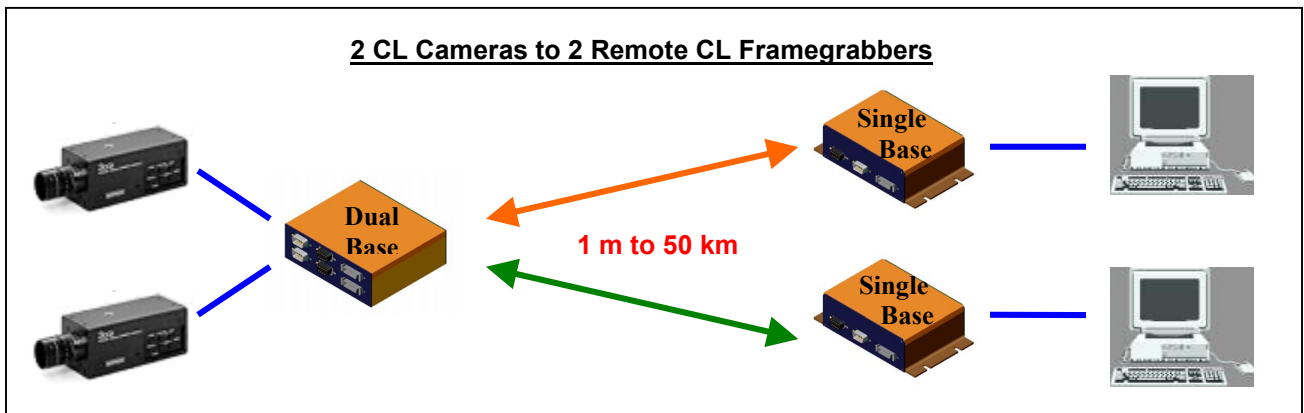 2 CL Cameras to 2 Remote CL Framegrabbers
Single
Base
Dual
Base
1 m to 50 km
Single
Base